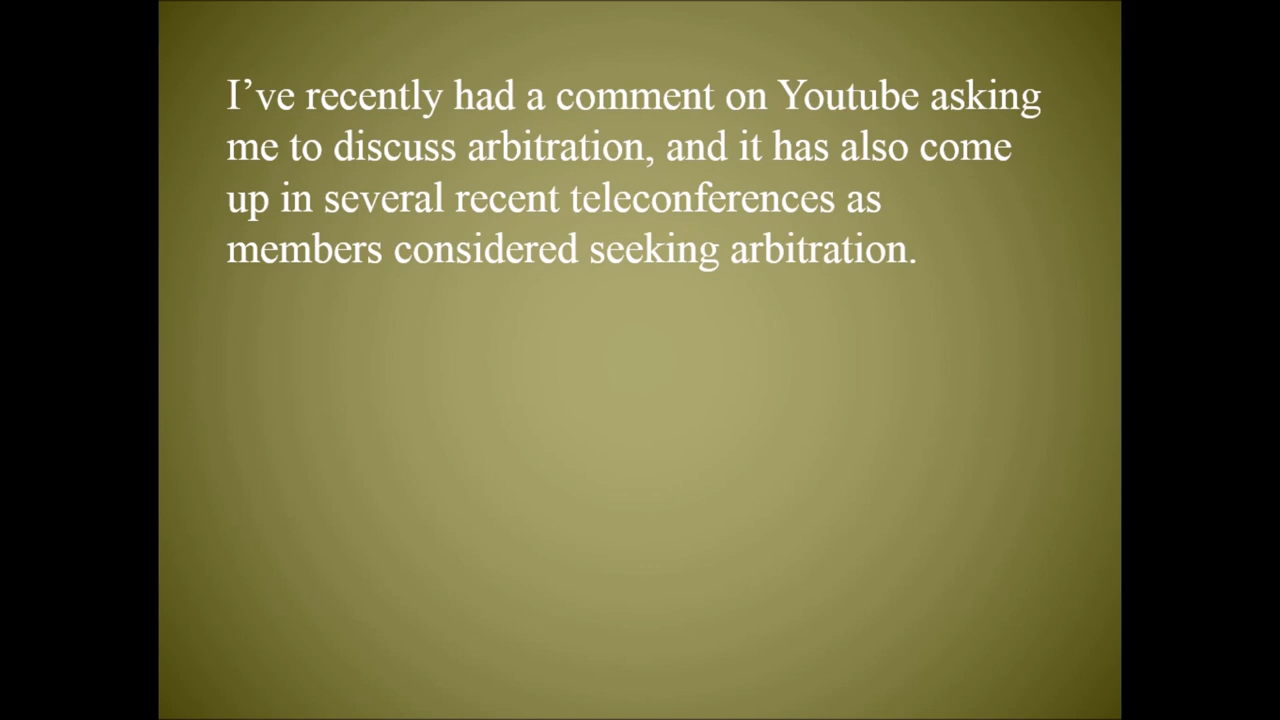 I’ve recently had a comment on Youtube asking
me to discuss arbitration, and it has also come
up in several recent teleconferences as
members considered seeking arbitration.